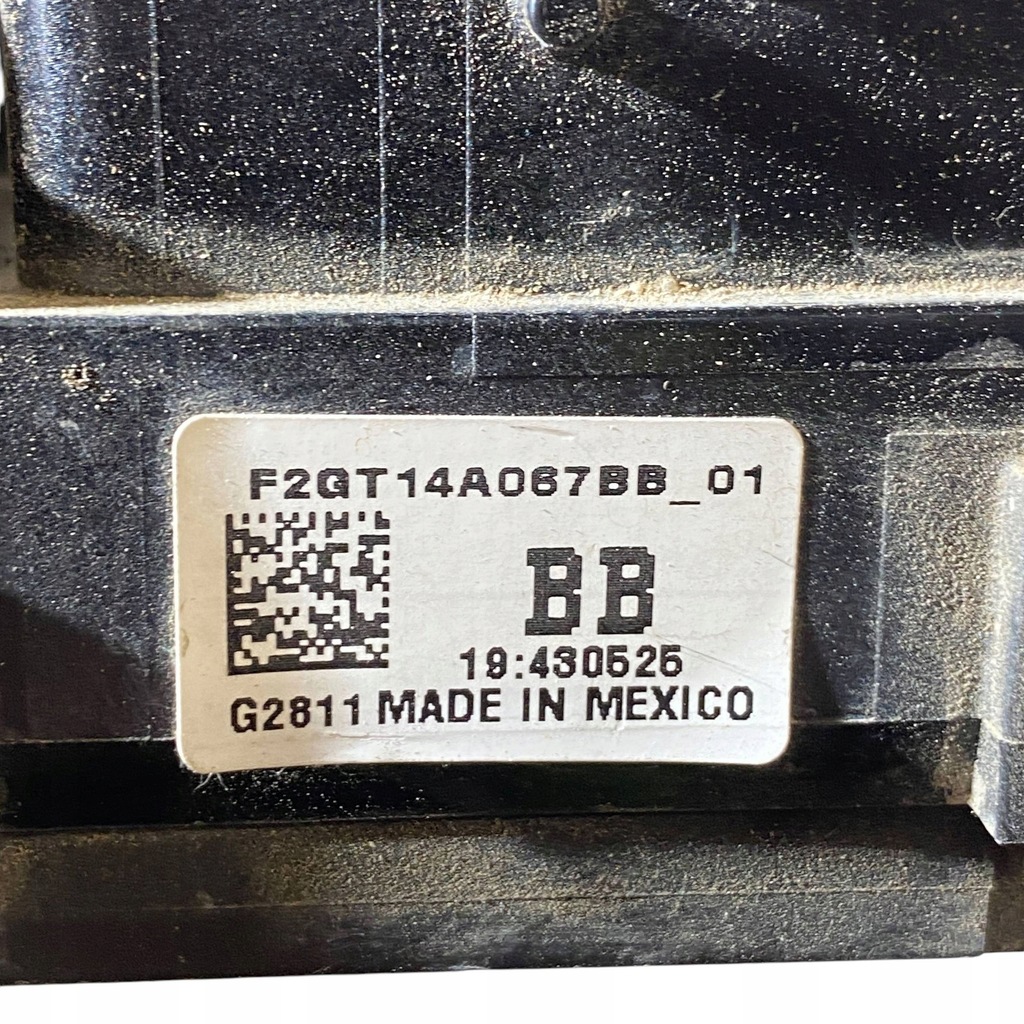 F2GT14A067BB_01
BB
19:430525
G2811 MADE IN MEXICO